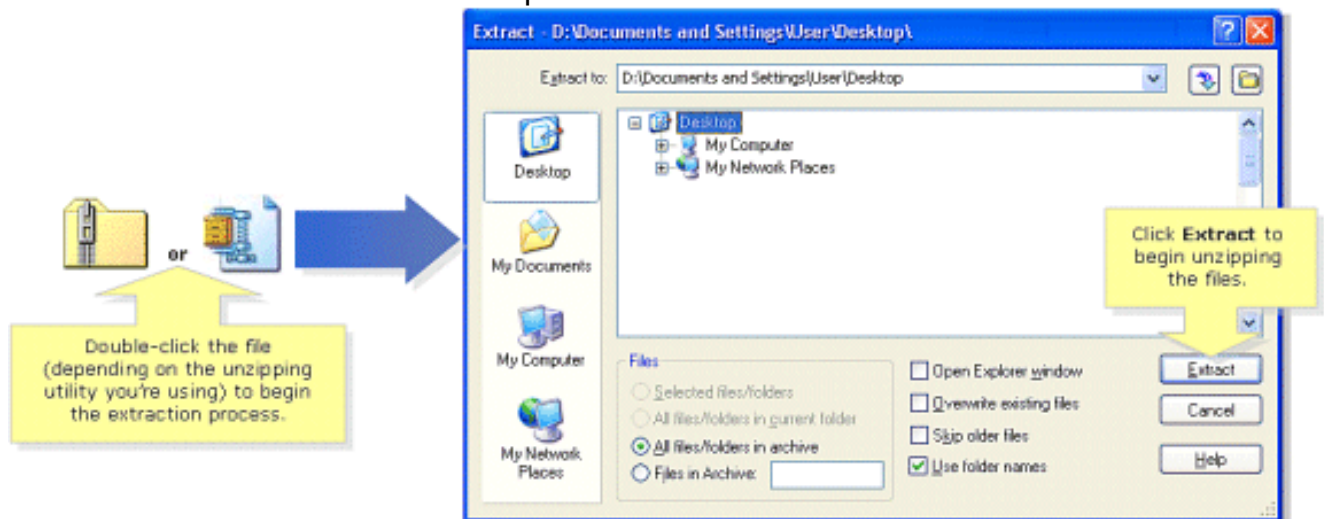 Extract - D:\Documents and Settings\User\Desktop\
Extract to: D:\Documents and Settings\User\Desktop
Desktop
My Computer
My Network Places
Desktop
My Documents
My Computer
My Network
Places
or
Double-click the file
(depending on the unzipping
utility you're using) to begin
the extraction process.
Click Extract to
begin unzipping
the files.
Files
Selected files/folders
All files/folders in current folder
All files/folders in archive
Files in Archive:
Open Explorer window
Overwrite existing files
Skip older files
Use folder names
Extract
Cancel
Help